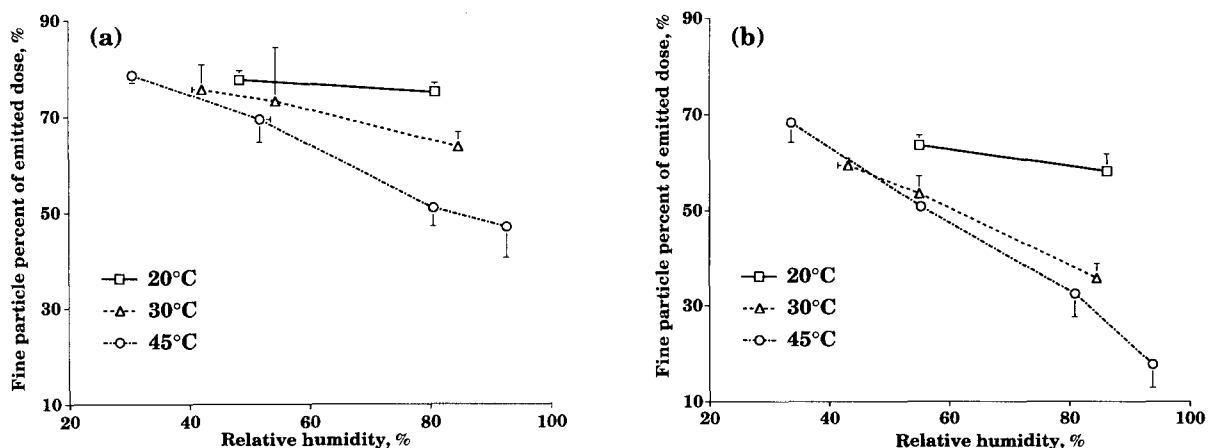 (a)
Fine particle percent of emitted dose, %
90
70
50
30
10
20°C
30°C
45°C
20
40
60
80
100
Relative humidity, %
(b)
Fine particle percent of emitted dose, %
90
70
50
30
10
20°C
30°C
45°C
20
40
60
80
100
Relative humidity, %